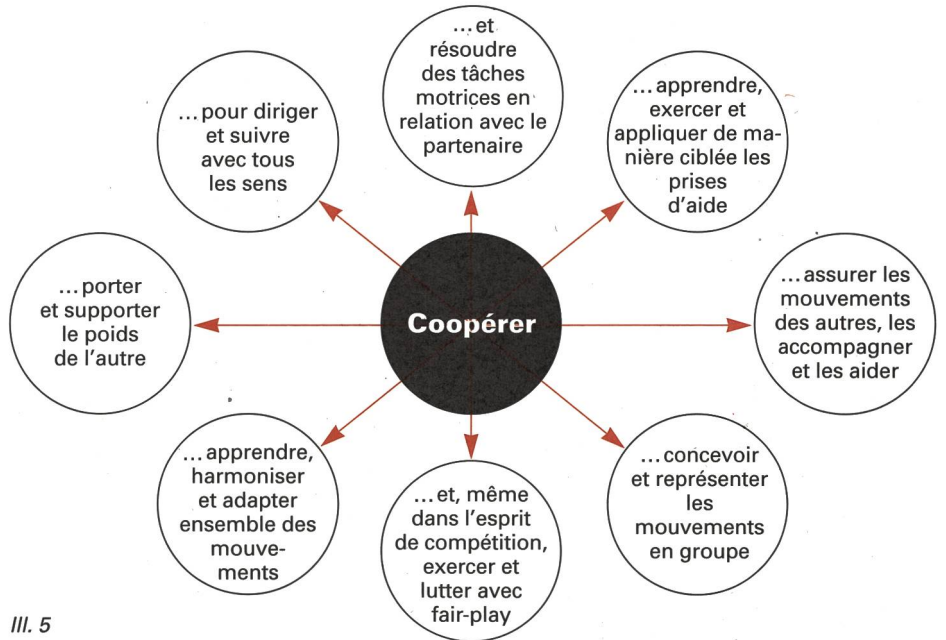 ...et
résoudre
des tâches
motrices en
relation avec le
partenaire
...pour diriger
et suivre
avec tous
les sens
...apprendre,
exercer et
appliquer de ma-
nière ciblée les
prises
d'aide
...porter
et supporter
le poids
de l'autre
Coopérer
...assurer les
mouvements
des autres, les
accompagner
et les aider
...apprendre,
harmoniser
et adapter
ensemble des
mouve-
ments
...et, même
dans l'esprit
de compétition,
exercer et
lutter avec
fair-play
...concevoir
et représenter
les
mouvements
en groupe
Ill. 5